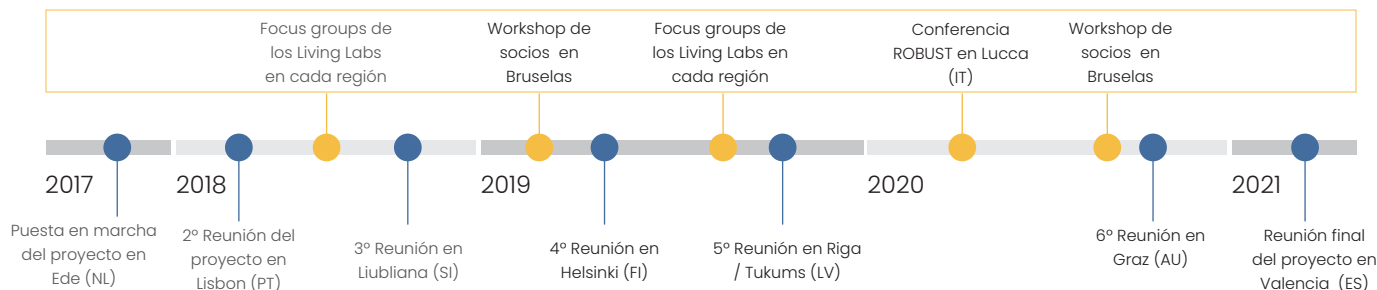 Focus groups de
los Living Labs
en cada región
Workshop de
socios en
Bruselas
Focus groups de
los Living Labs en
cada región
Conferencia
ROBUST en Lucca
(IT)
Workshop de
socios en
Bruselas
2017
2018
2019
2020
2021
Puesta en marcha
del proyecto en
Ede (NL)
2º Reunión del
proyecto en
Lisbon (PT)
3º Reunión en
Liubliana (SI)
4º Reunión en
Helsinki (FI)
5º Reunión en Riga
/ Tukums (LV)
6º Reunión en
Graz (AU)
Reunión final
del proyecto en
Valencia (ES)